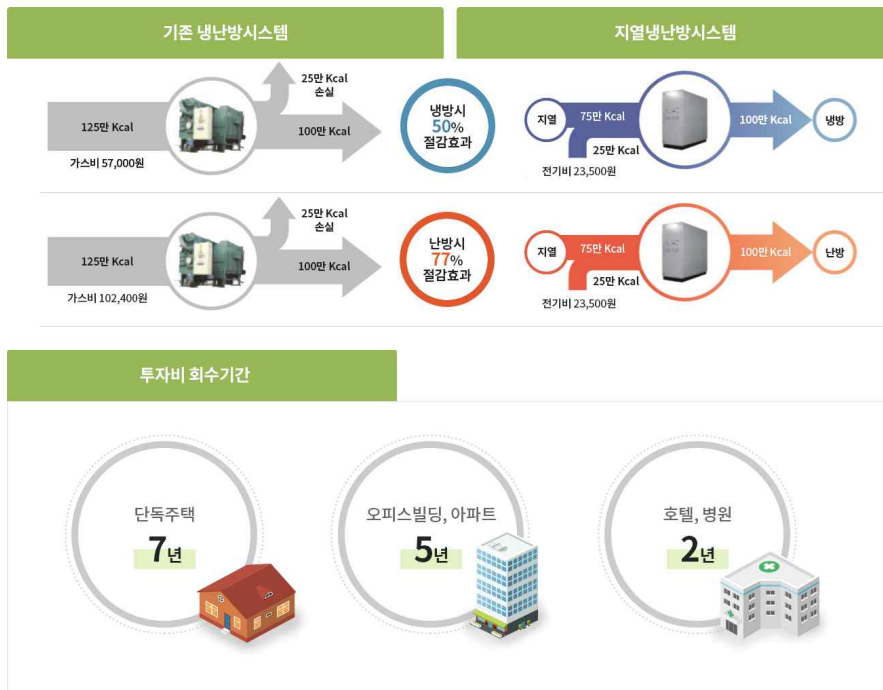 기존 냉난방시스템
지열냉난방시스템
125만 Kcal
가스비 57,000원
25만 Kcal
손실
100만 Kcal
냉방시
50%
절감효과
지열
75만 Kcal
25만 Kcal
전기비 23,500원
100만 Kcal
냉방
125만 Kcal
가스비 102,400원
25만 Kcal
손실
100만 Kcal
난방시
77%
절감효과
지열
75만 Kcal
25만 Kcal
전기비 23,500원
100만 Kcal
난방
투자비 회수기간
단독주택
7년
오피스빌딩, 아파트
5년
호텔, 병원
2년